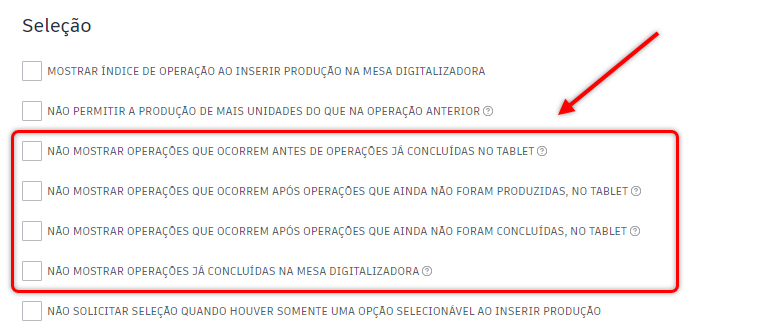 Seleção
MOSTRAR ÍNDICE DE OPERAÇÃO AO INSERIR PRODUÇÃO NA MESA DIGITALIZADORA
NÃO PERMITIR A PRODUÇÃO DE MAIS UNIDADES DO QUE NA OPERAÇÃO ANTERIOR ?
NÃO MOSTRAR OPERAÇÕES QUE OCORREM ANTES DE OPERAÇÕES JÁ CONCLUÍDAS NO TABLET ?
NÃO MOSTRAR OPERAÇÕES QUE OCORREM APÓS OPERAÇÕES QUE AINDA NÃO FORAM PRODUZIDAS, NO TABLET ?
NÃO MOSTRAR OPERAÇÕES QUE OCORREM APÓS OPERAÇÕES QUE AINDA NÃO FORAM CONCLUÍDAS, NO TABLET ?
NÃO MOSTRAR OPERAÇÕES JÁ CONCLUÍDAS NA MESA DIGITALIZADORA ?
NÃO SOLICITAR SELEÇÃO QUANDO HOUVER SOMENTE UMA OPÇÃO SELECIONÁVEL AO INSERIR PRODUÇÃO